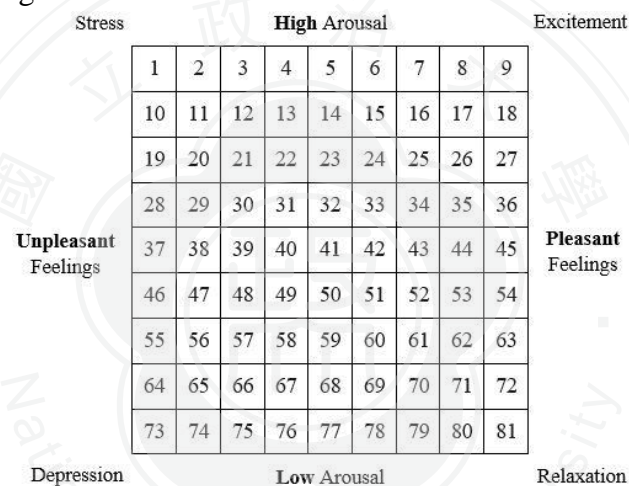 Stress High Arousal Excitement
1 2 3 4 5 6 7 8 9
10 11 12 13 14 15 16 17 18
19 20 21 22 23 24 25 26 27
28 29 30 31 32 33 34 35 36
Unpleasant Feelings 37 38 39 40 41 42 43 44 45 Pleasant Feelings
46 47 48 49 50 51 52 53 54
55 56 57 58 59 60 61 62 63
64 65 66 67 68 69 70 71 72
73 74 75 76 77 78 79 80 81
Depression Low Arousal Relaxation
立
政
國
學